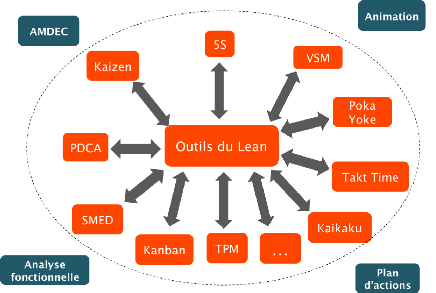 Animation
AMDEC
5S
VSM
Kaizen
Poka
Yoke
PDCA
Outils du Lean
Takt Time
SMED
Kaikaku
Kanban
TPM
...
Analyse
fonctionnelle
Plan
d'actions